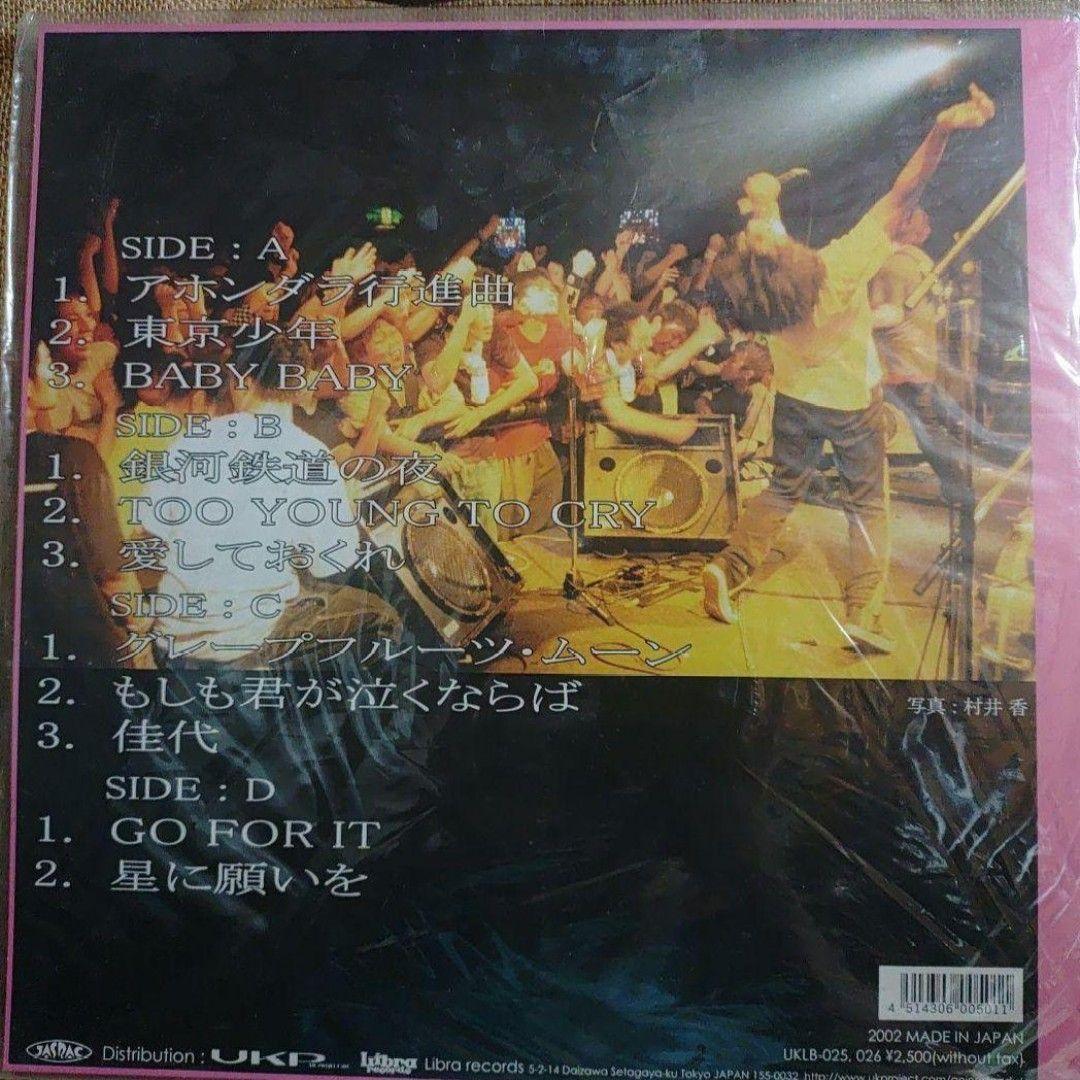 SIDE : A
1. アホンダラ行進曲
2. 東京少年
3. BABY BABY
SIDE : B
1. 銀河鉄道の夜
2. TOO YOUNG TO CRY
3. 愛しておくれ
SIDE : C
1. グレープフルーツ・ムーン
2. もしも君が泣くならば
3. 佳代
写真 : 村井 香
SIDE : D
1. GO FOR IT
2. 星に願いを
4 514306 005011
2002 MADE IN JAPAN
UKLB-025, 026 ¥2,500(without tax)
JASRAC Distribution : UKP Libra records Libra records 5-2-14 Daizawa Setagaya-ku Tokyo JAPAN 155-0032